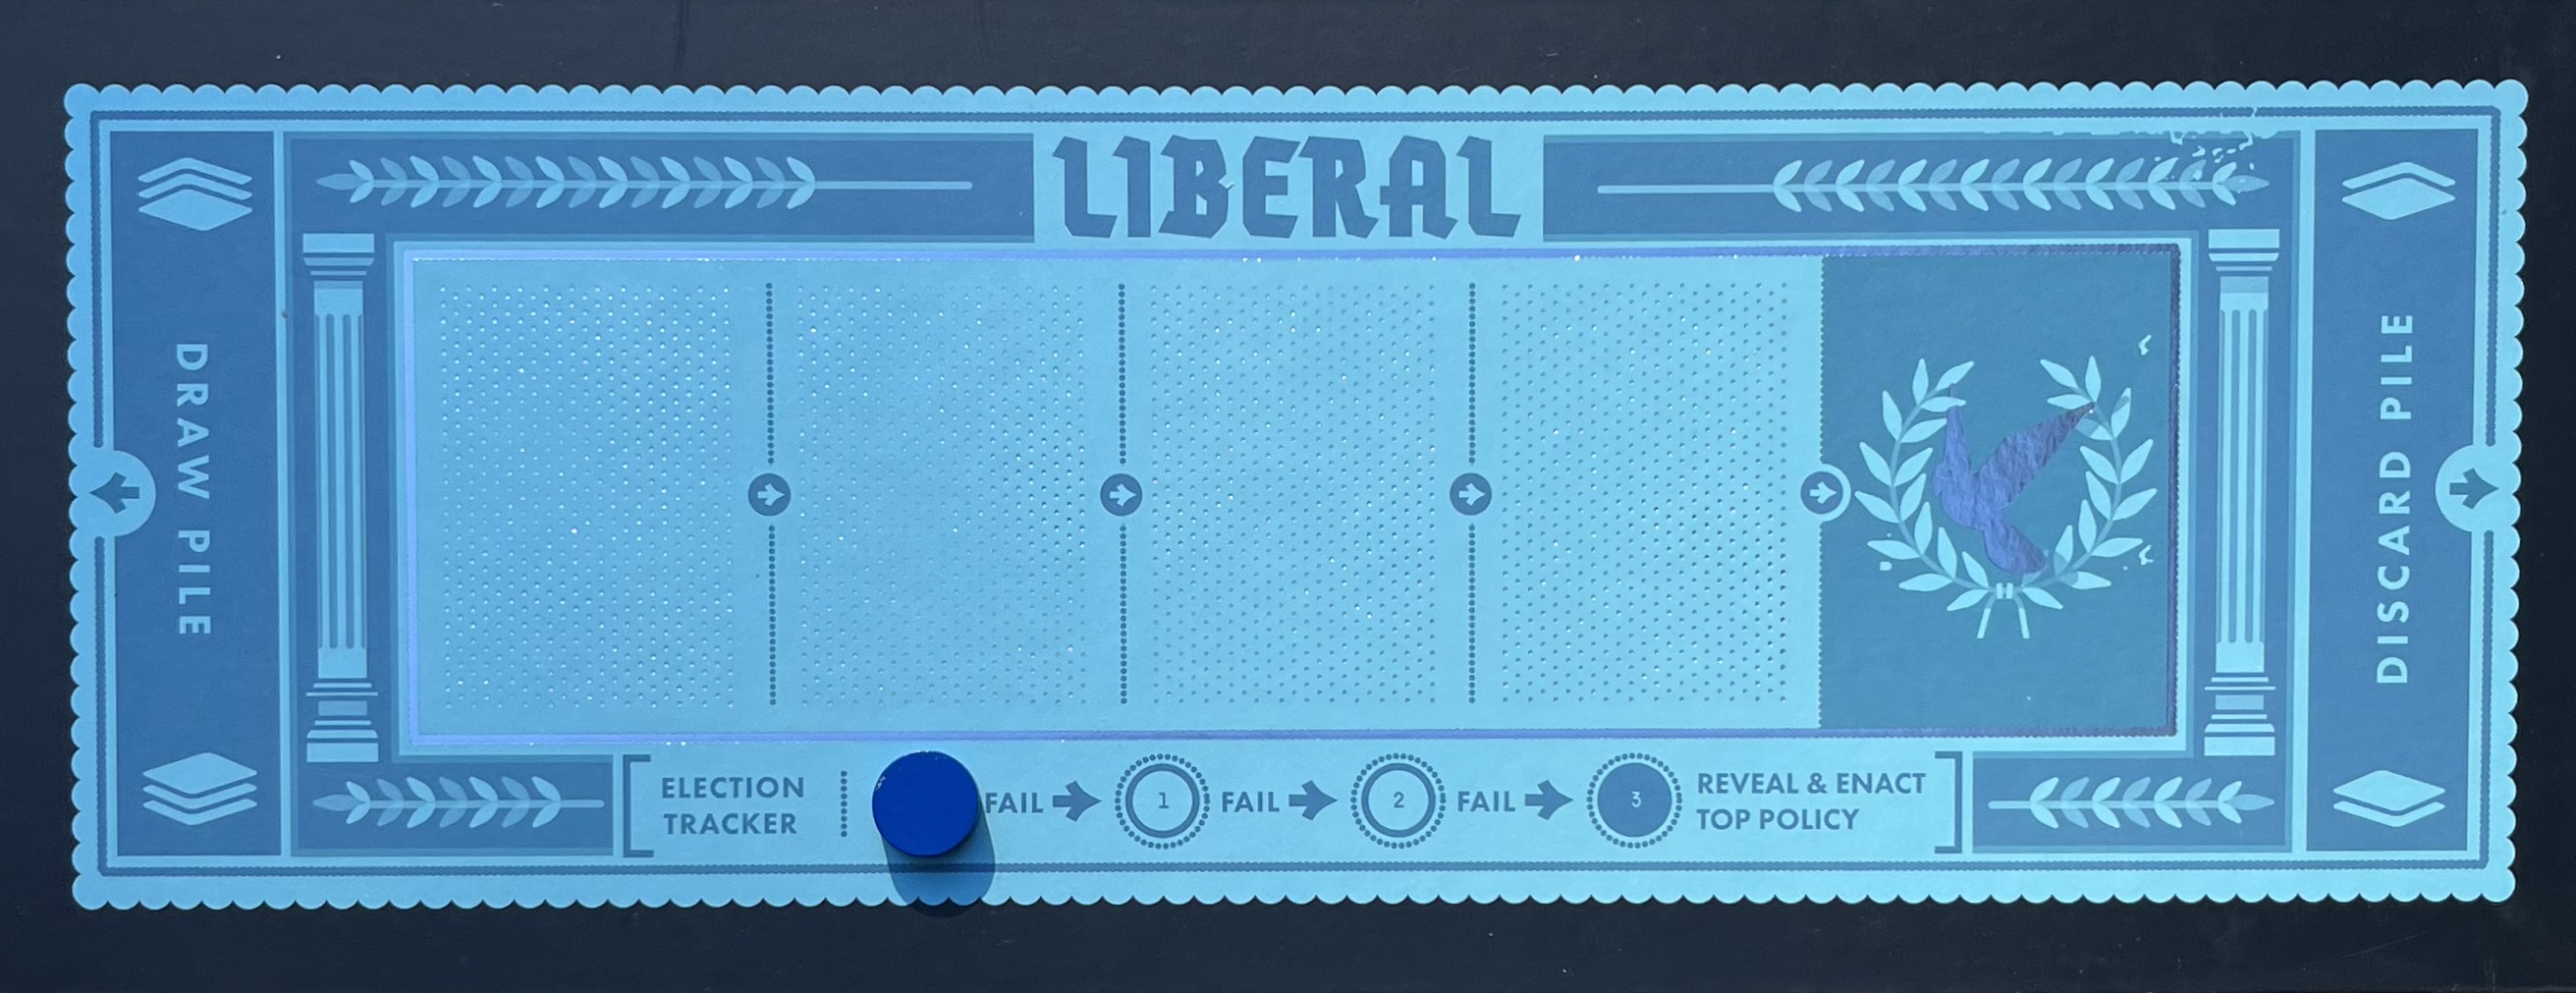 LIBERAL
DRAW PILE
DISCARD PILE
ELECTION
TRACKER
FAIL
1
FAIL
2
FAIL
3
REVEAL & ENACT
TOP POLICY